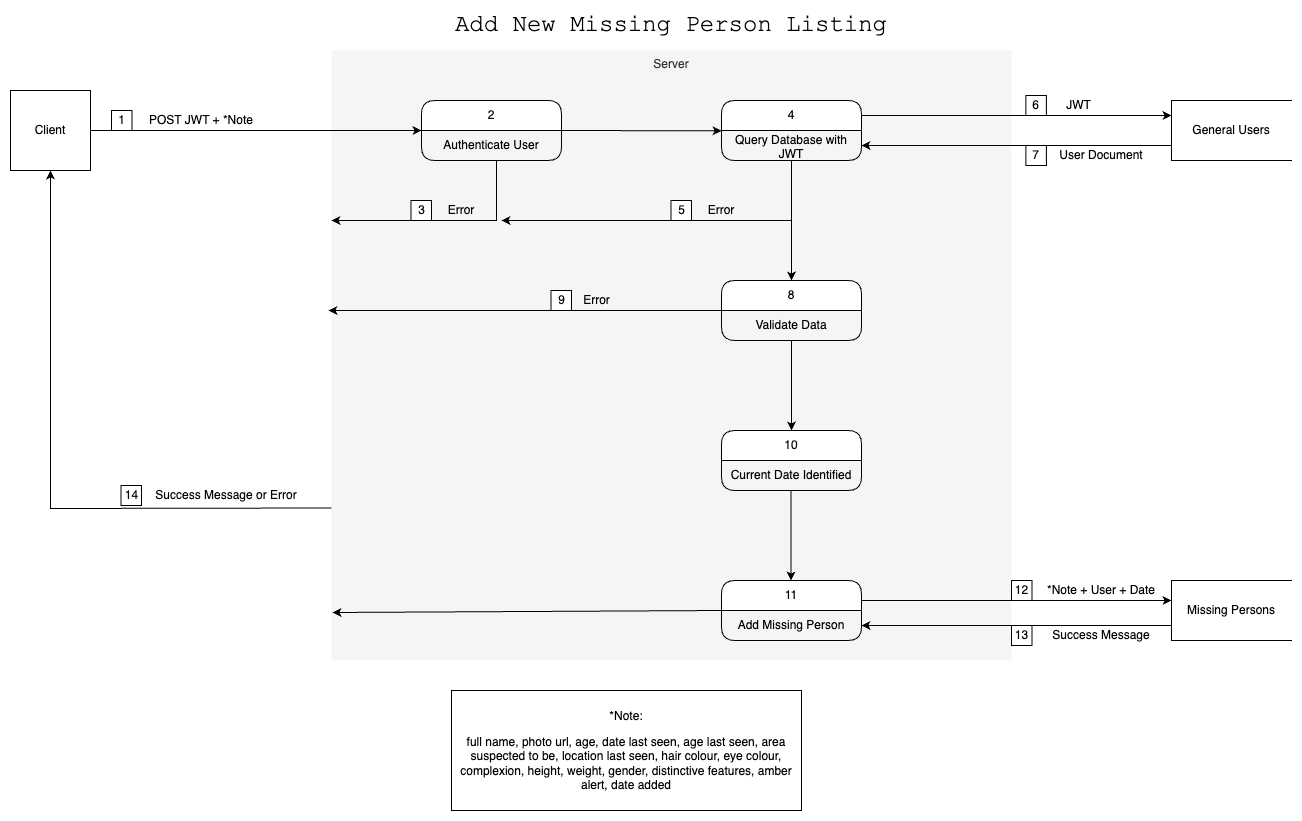 Add New Missing Person Listing
Server
Client
1
POST JWT + *Note
2
Authenticate User
4
Query Database with
JWT
6
JWT
General Users
7
User Document
3
Error
5
Error
8
Validate Data
9
Error
10
Current Date Identified
14
Success Message or Error
11
Add Missing Person
12
*Note + User + Date
Missing Persons
13
Success Message
*Note:
full name, photo url, age, date last seen, age last seen, area
suspected to be, location last seen, hair colour, eye colour,
complexion, height, weight, gender, distinctive features, amber
alert, date added